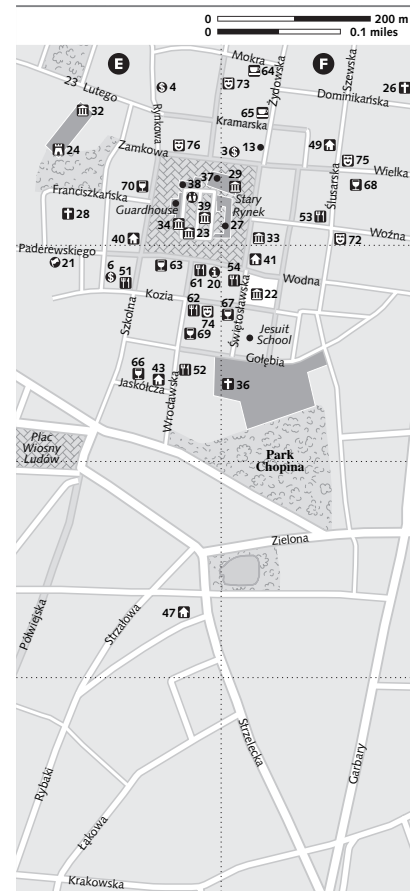 0 200 m
0 0.1 miles
E
F
Mokra
64
Żydowska
Szewska
23 Lutego
4
73
26
Dominikańska
32
Rynkowa
65
Kramarska
24
Zamkowa
76
3
13
49
75
Wielka
Franciszkańska
70
37
38
29
68
Ślusarska
28
Guardhouse
39
Stary
Rynek
53
34
23
27
Woźna
40
33
72
Paderewskiego
21
6
51
63
41
54
61
20
Wodna
Kozia
62
67
22
Szkolna
74
Świętosławska
Jesuit
School
69
Gołębia
66
43
52
Jaskółcza
36
Wrocławska
Plac
Wiosny
Ludów
Park
Chopina
Zielona
Półwiejska
Strzałowa
47
Strzelecka
Garbary
Rybaki
Łąkowa
Krakowska